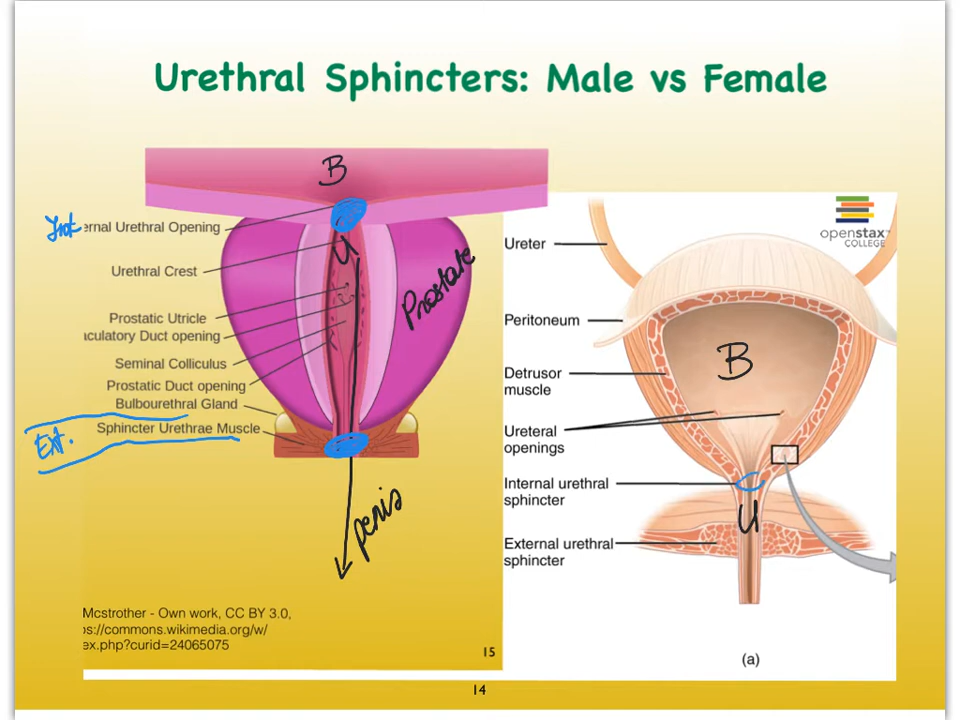 Urethral Sphincters: Male vs Female
B
ernal Urethral Opening
Urethral Crest
U
Prostate
Prostatic Utricle
aculatory Duct opening
Seminal Colliculus
Prostatic Duct opening
Bulbourethral Gland
Ext.
Sphincter Urethrae Muscle
penis
Mcstrother - Own work, CC BY 3.0,
ps://commons.wikimedia.org/w/
ex.php?curid=24065075
15
openstax™
COLLEGE
Ureter
Peritoneum
B
Detrusor
muscle
Ureteral
openings
Internal urethral
sphincter
U
External urethral
sphincter
(a)
14